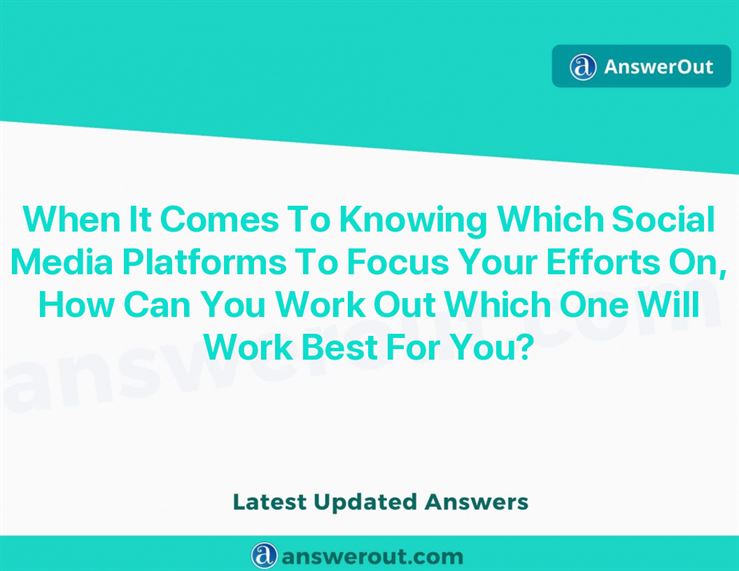 AnswerOut
When It Comes To Knowing Which Social
Media Platforms To Focus Your Efforts On,
How Can You Work Out Which One Will
Work Best For You?
answerout.com
Latest Updated Answers
answerout.com